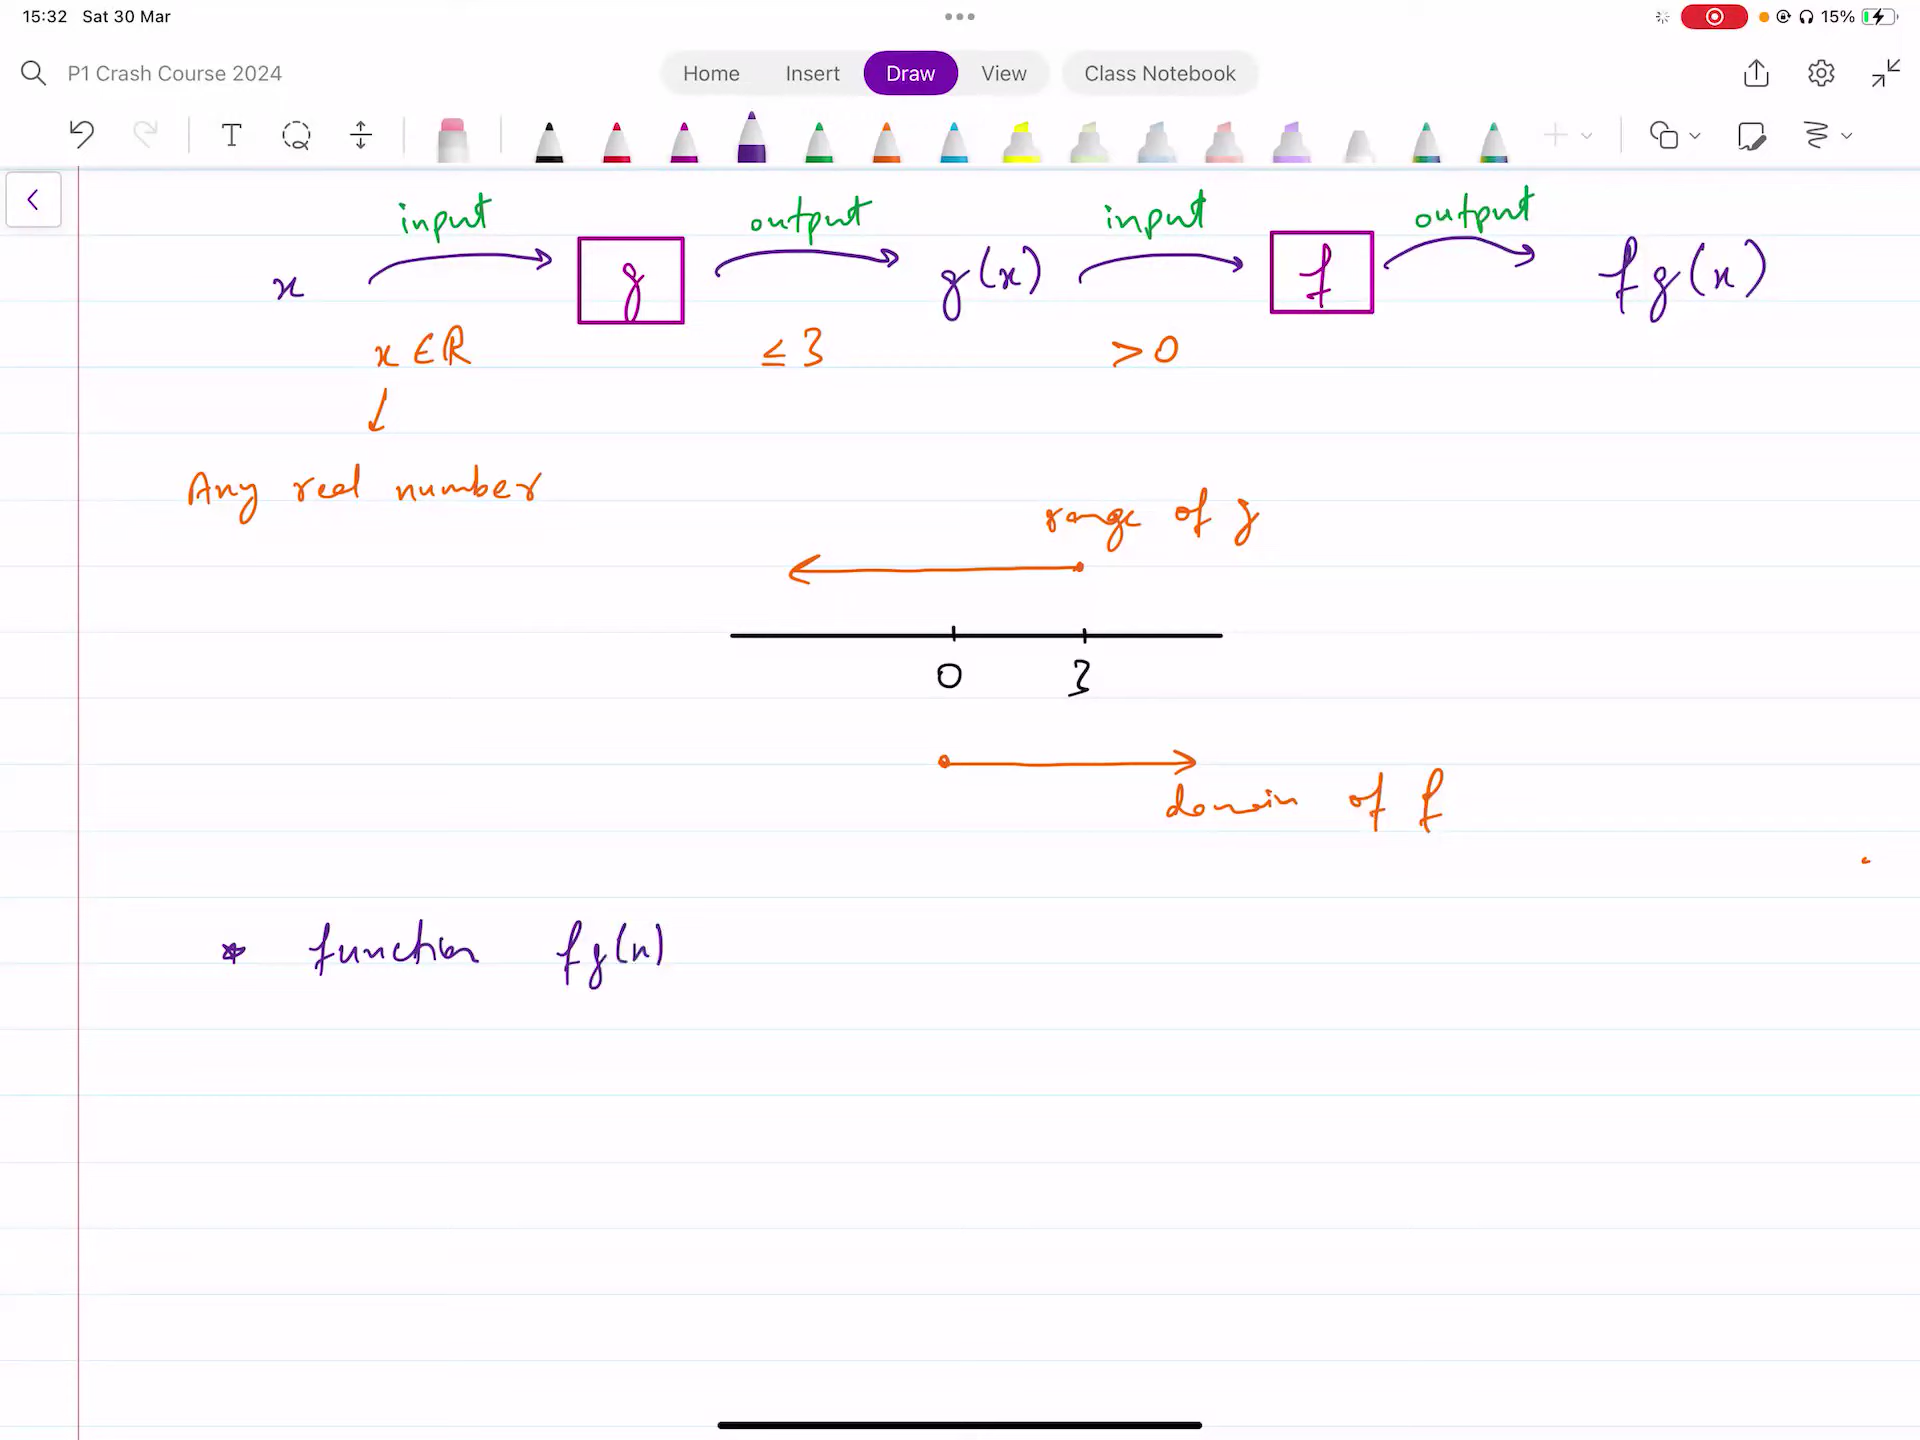 15:32 Sat 30 Mar 15%
P1 Crash Course 2024 Home Insert Draw View Class Notebook
T
input output input output
x g g(x) f fg(x)
x ∈ R ≤ 3 > 0
Any real number
range of g
0 3
domain of f
* function fg(x)